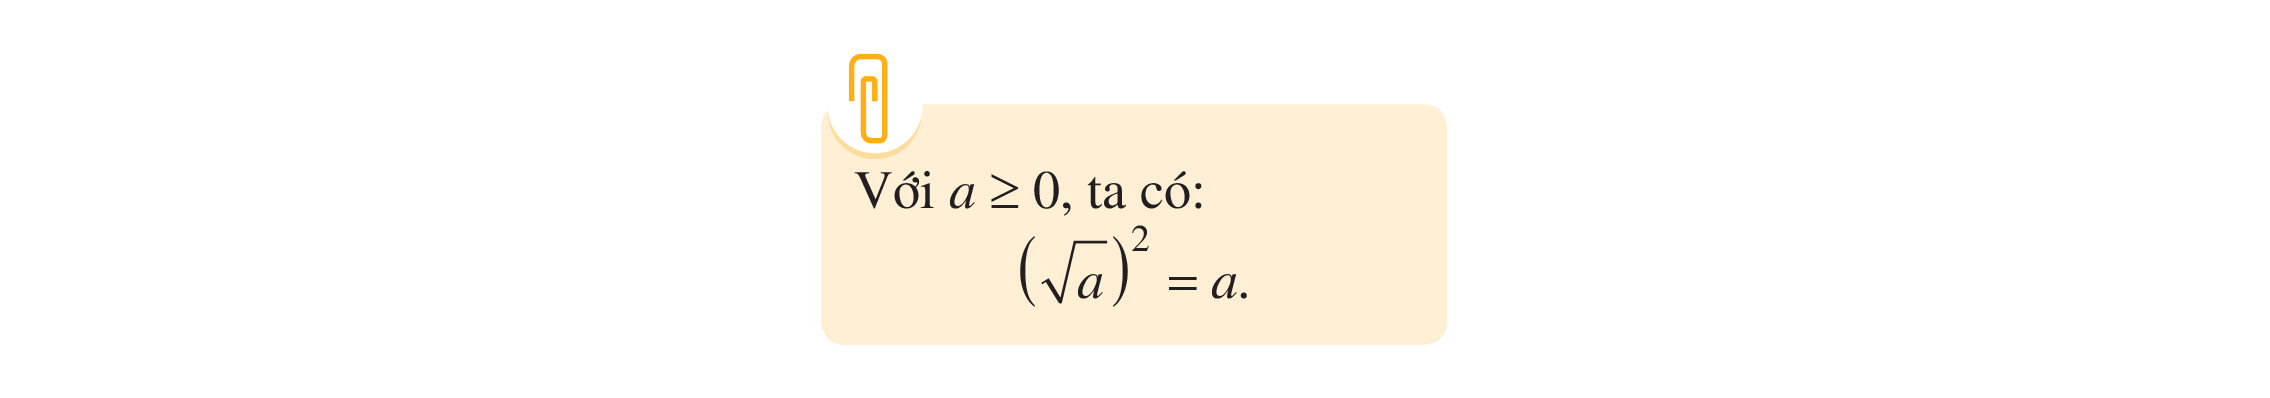 Với a ≥ 0, ta có:
(√a)² = a.